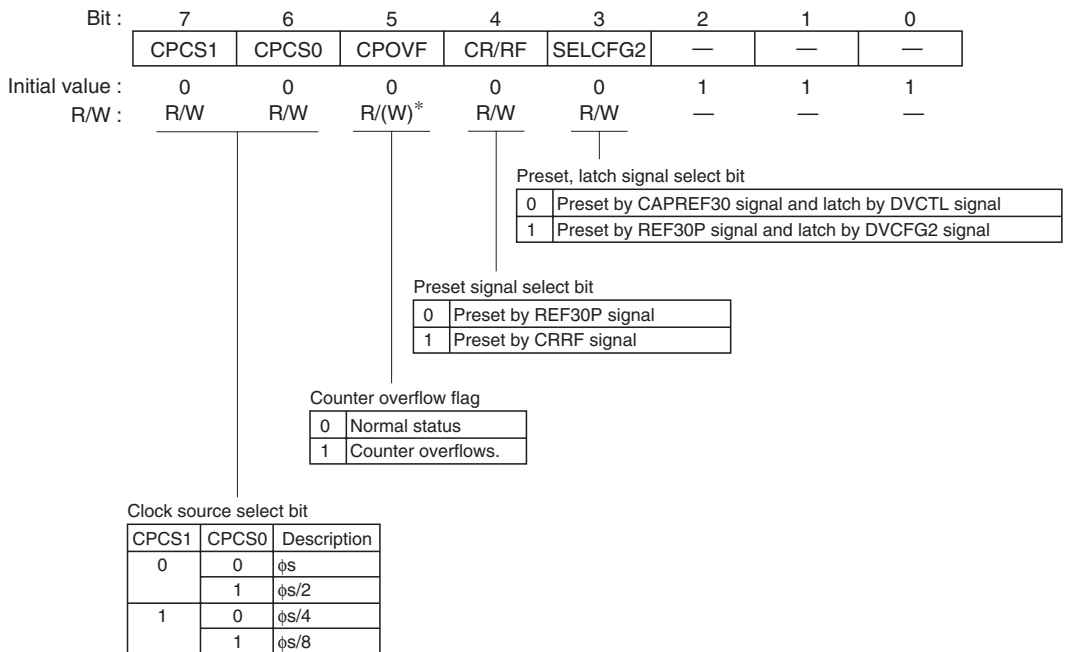 Bit : 7 6 5 4 3 2 1 0
CPCS1 CPCS0 CPOVF CR/RF SELCFG2 — — —
Initial value : 0 0 0 0 0 1 1 1
R/W : R/W R/W R/(W)* R/W R/W — — —
Preset, latch signal select bit
0 Preset by CAPREF30 signal and latch by DVCTL signal
1 Preset by REF30P signal and latch by DVCFG2 signal
Preset signal select bit
0 Preset by REF30P signal
1 Preset by CRRF signal
Counter overflow flag
0 Normal status
1 Counter overflows.
Clock source select bit
CPCS1 CPCS0 Description
0 0 ϕs
1 ϕs/2
1 0 ϕs/4
1 ϕs/8